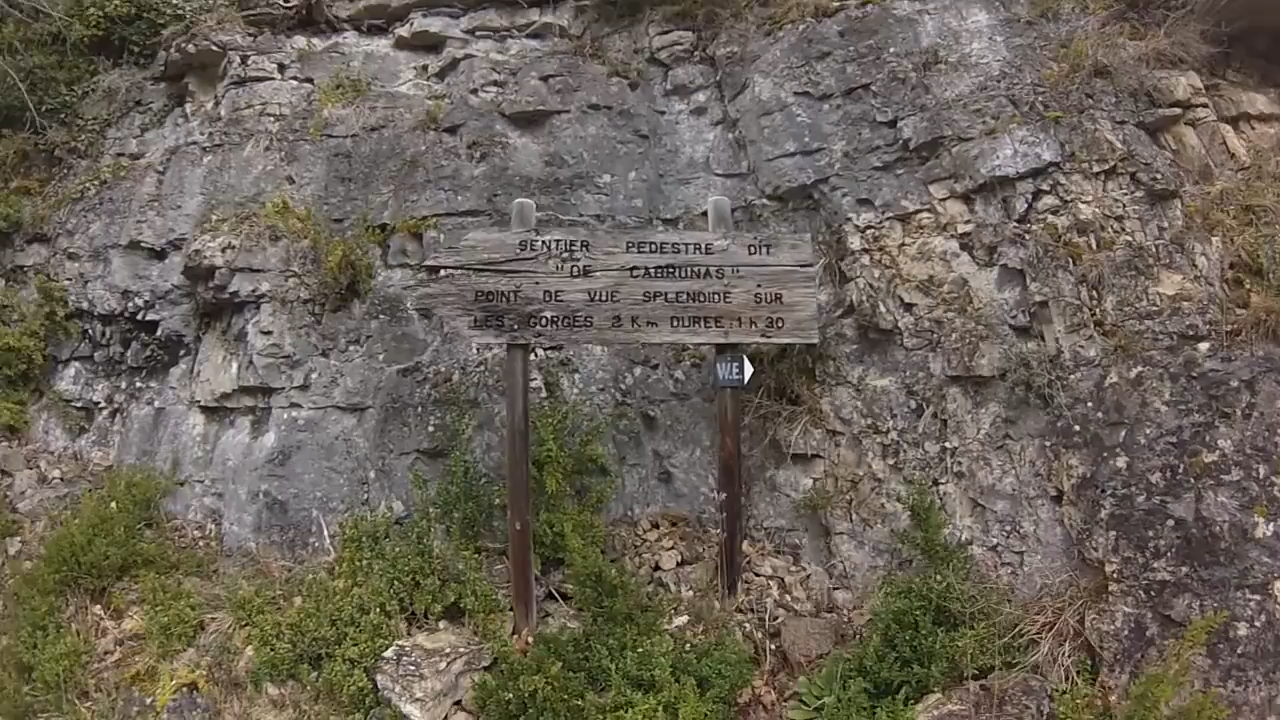 SENTIER PEDESTRE DIT
"DE CABRUNAS"
POINT DE VUE SPLENDIDE SUR
LES GORGES 2 Km DUREE:1 h 30
W.E.